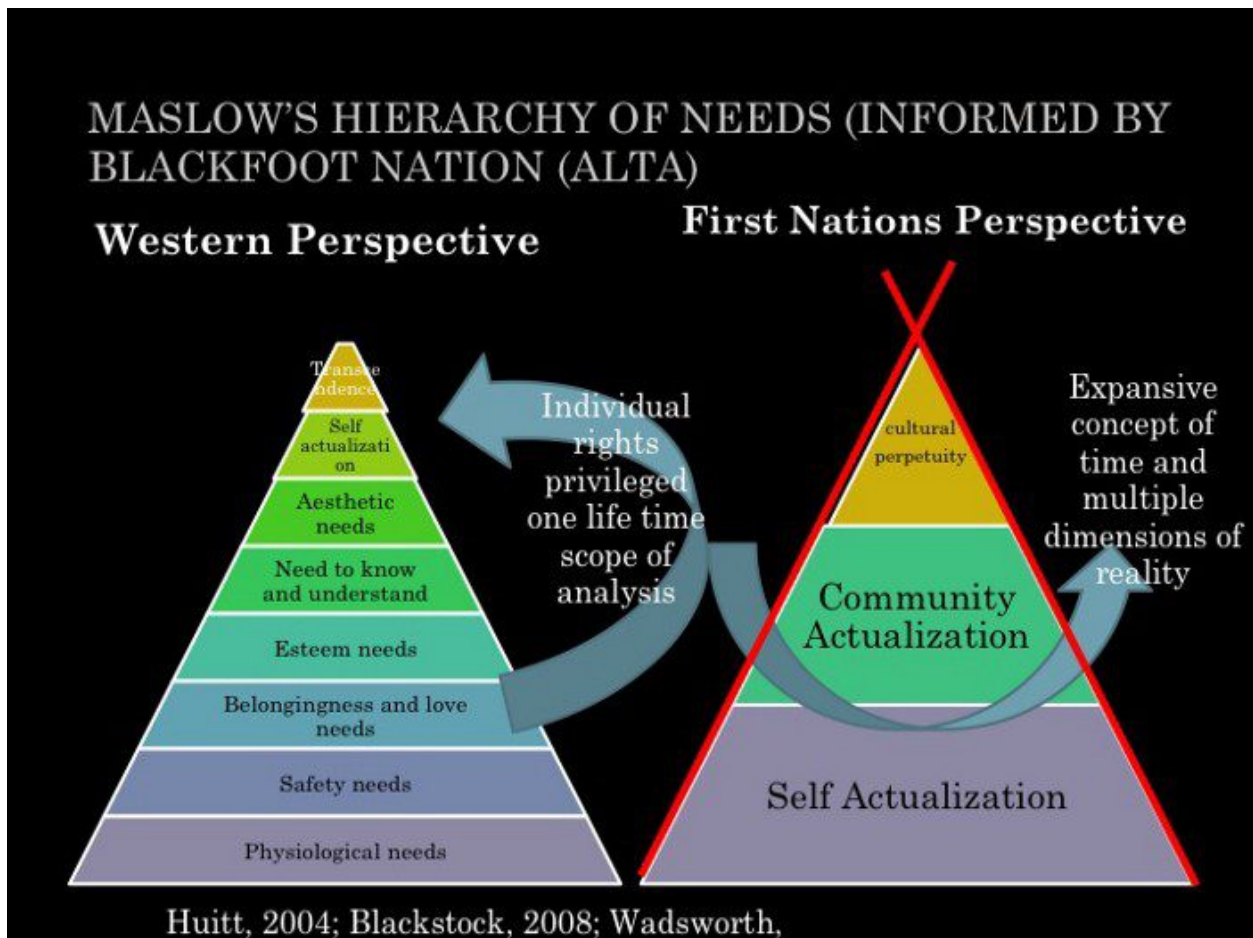 MASLOW'S HIERARCHY OF NEEDS (INFORMED BY
BLACKFOOT NATION (ALTA)
Western Perspective
First Nations Perspective
Transce
ndence
Self
actualizati
on
Aesthetic
needs
Need to know
and understand
Esteem needs
Belongingness and love
needs
Safety needs
Physiological needs
Individual
rights
privileged
one life time
scope of
analysis
cultural
perpetuity
Community
Actualization
Self Actualization
Expansive
concept of
time and
multiple
dimensions of
reality
Huitt, 2004; Blackstock, 2008; Wadsworth,